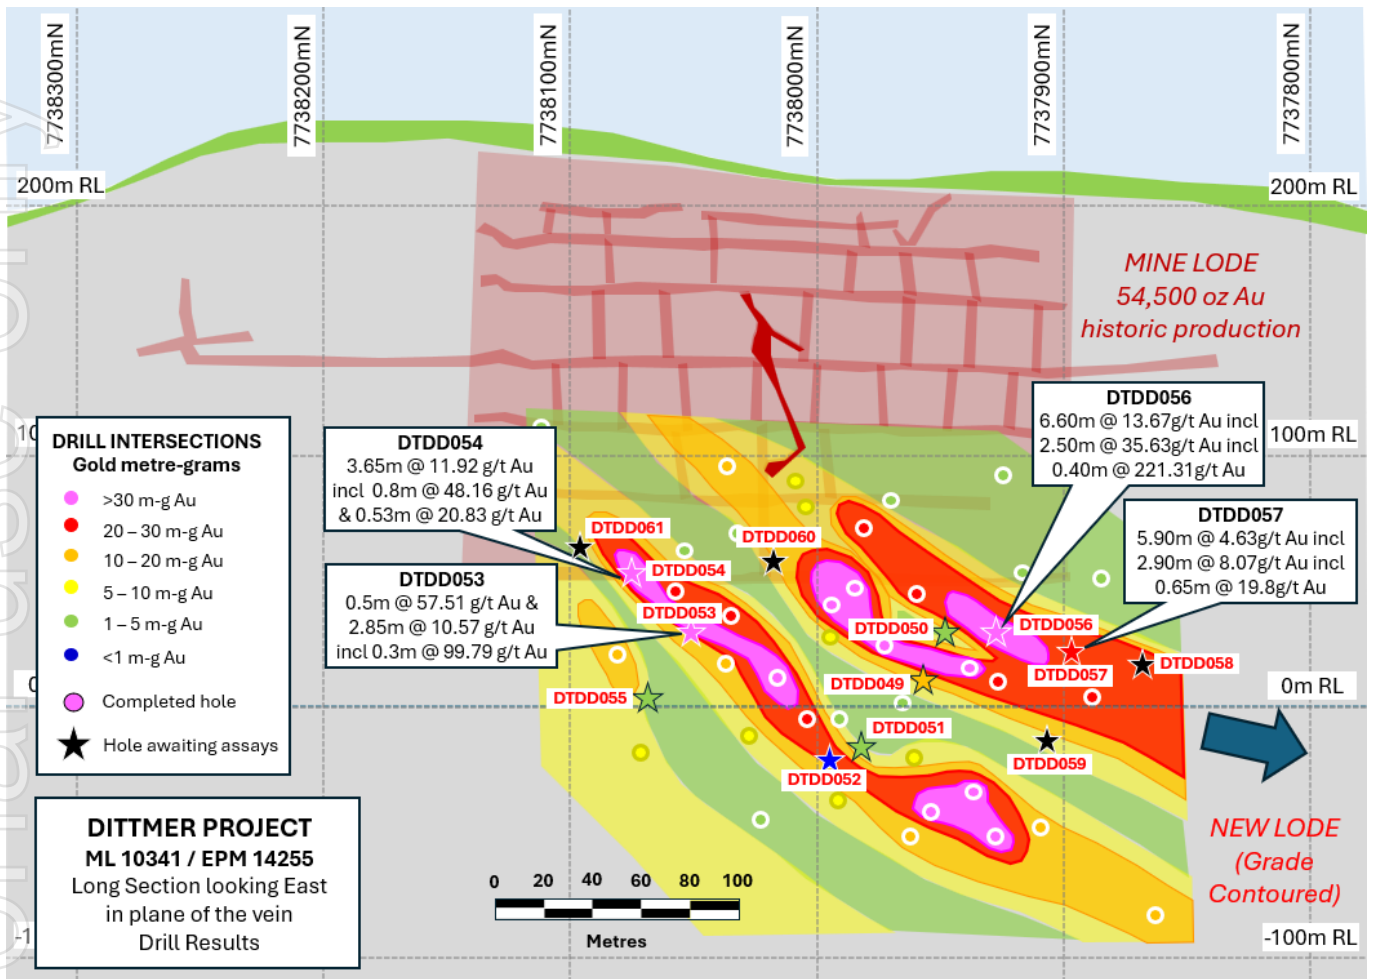 7738300mN
7738200mN
7738100mN
7738000mN
7737900mN
7737800mN
200m RL
200m RL
MINE LODE
54,500 oz Au
historic production
DTDD056
6.60m @ 13.67g/t Au incl
2.50m @ 35.63g/t Au incl
0.40m @ 221.31g/t Au
10
100m RL
DRILL INTERSECTIONS
Gold metre-grams
>30 m-g Au
20 – 30 m-g Au
10 – 20 m-g Au
5 – 10 m-g Au
1 – 5 m-g Au
<1 m-g Au
Completed hole
Hole awaiting assays
DTDD054
3.65m @ 11.92 g/t Au
incl 0.8m @ 48.16 g/t Au
& 0.53m @ 20.83 g/t Au
DTDD057
5.90m @ 4.63g/t Au incl
2.90m @ 8.07g/t Au incl
0.65m @ 19.8g/t Au
DTDD053
0.5m @ 57.51 g/t Au &
2.85m @ 10.57 g/t Au
incl 0.3m @ 99.79 g/t Au
DTDD061
DTDD060
DTDD054
DTDD053
DTDD050
DTDD056
DTDD058
DTDD057
DTDD049
DTDD055
0
0m RL
DTDD051
DTDD059
DTDD052
DITTMER PROJECT
ML 10341 / EPM 14255
Long Section looking East
in plane of the vein
Drill Results
0 20 40 60 80 100
Metres
NEW LODE
(Grade
Contoured)
-1
-100m RL